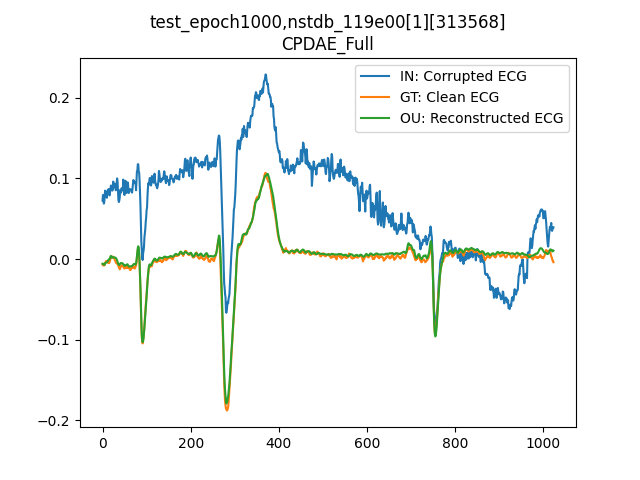 test_epoch1000,nstdb_119e00[1][313568]
CPDAE_Full
IN: Corrupted ECG
GT: Clean ECG
OU: Reconstructed ECG
0.2
0.1
0.0
−0.1
−0.2
0 200 400 600 800 1000